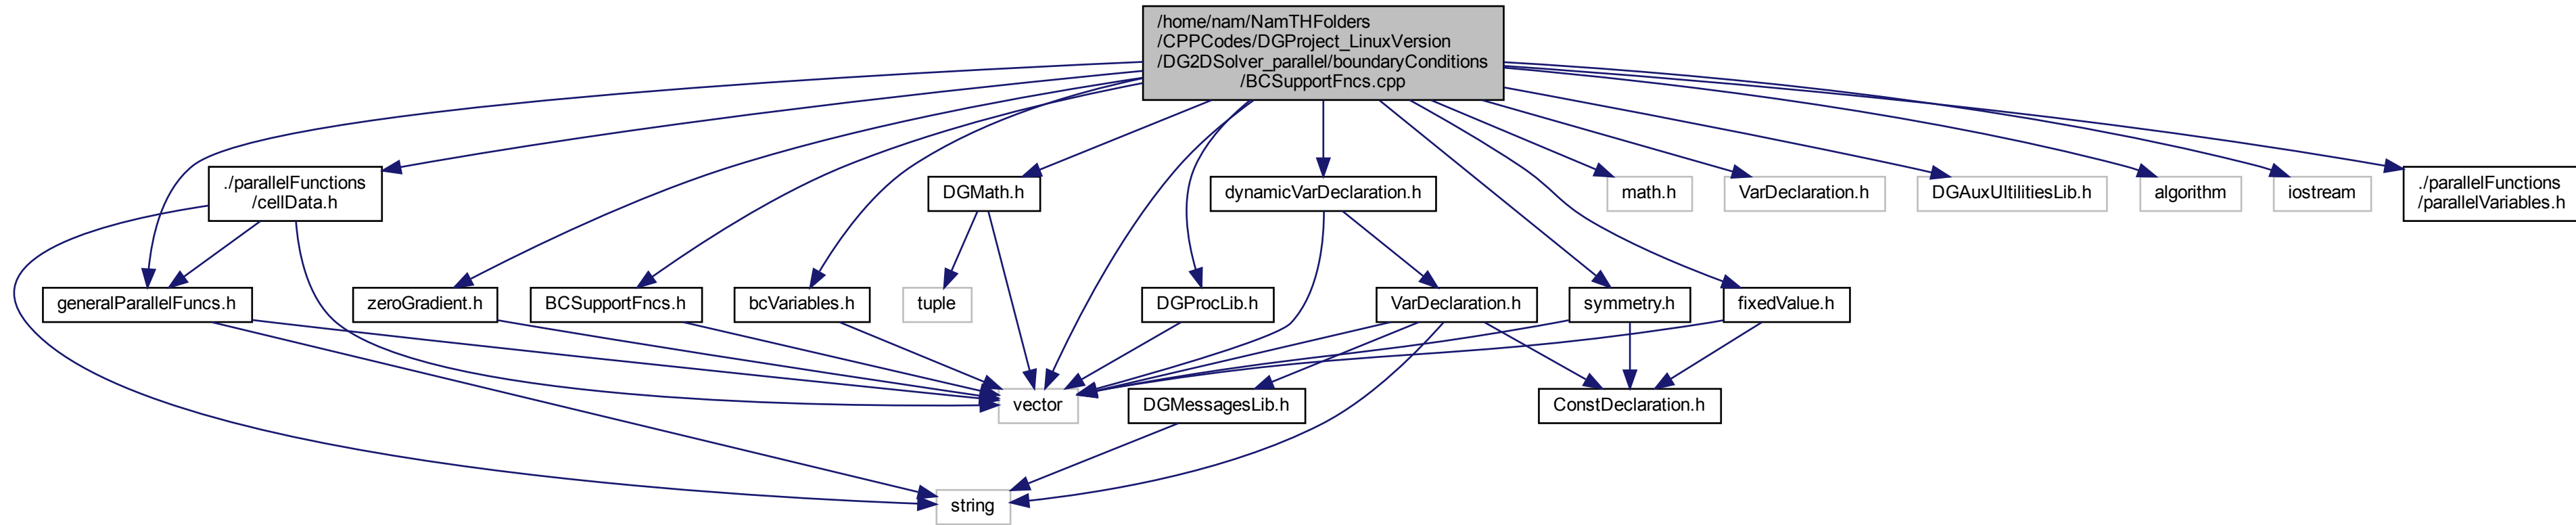 /home/nam/NamTHFolders
/CPPCodes/DGProject_LinuxVersion
/DG2DSolver_parallel/boundaryConditions
/BCSupportFncs.cpp
./parallelFunctions
/cellData.h
DGMath.h
dynamicVarDeclaration.h
math.h
VarDeclaration.h
DGAuxUltilitiesLib.h
algorithm
iostream
./parallelFunctions
/parallelVariables.h
generalParallelFuncs.h
zeroGradient.h
BCSupportFncs.h
bcVariables.h
tuple
DGProcLib.h
VarDeclaration.h
symmetry.h
fixedValue.h
vector
DGMessagesLib.h
ConstDeclaration.h
string